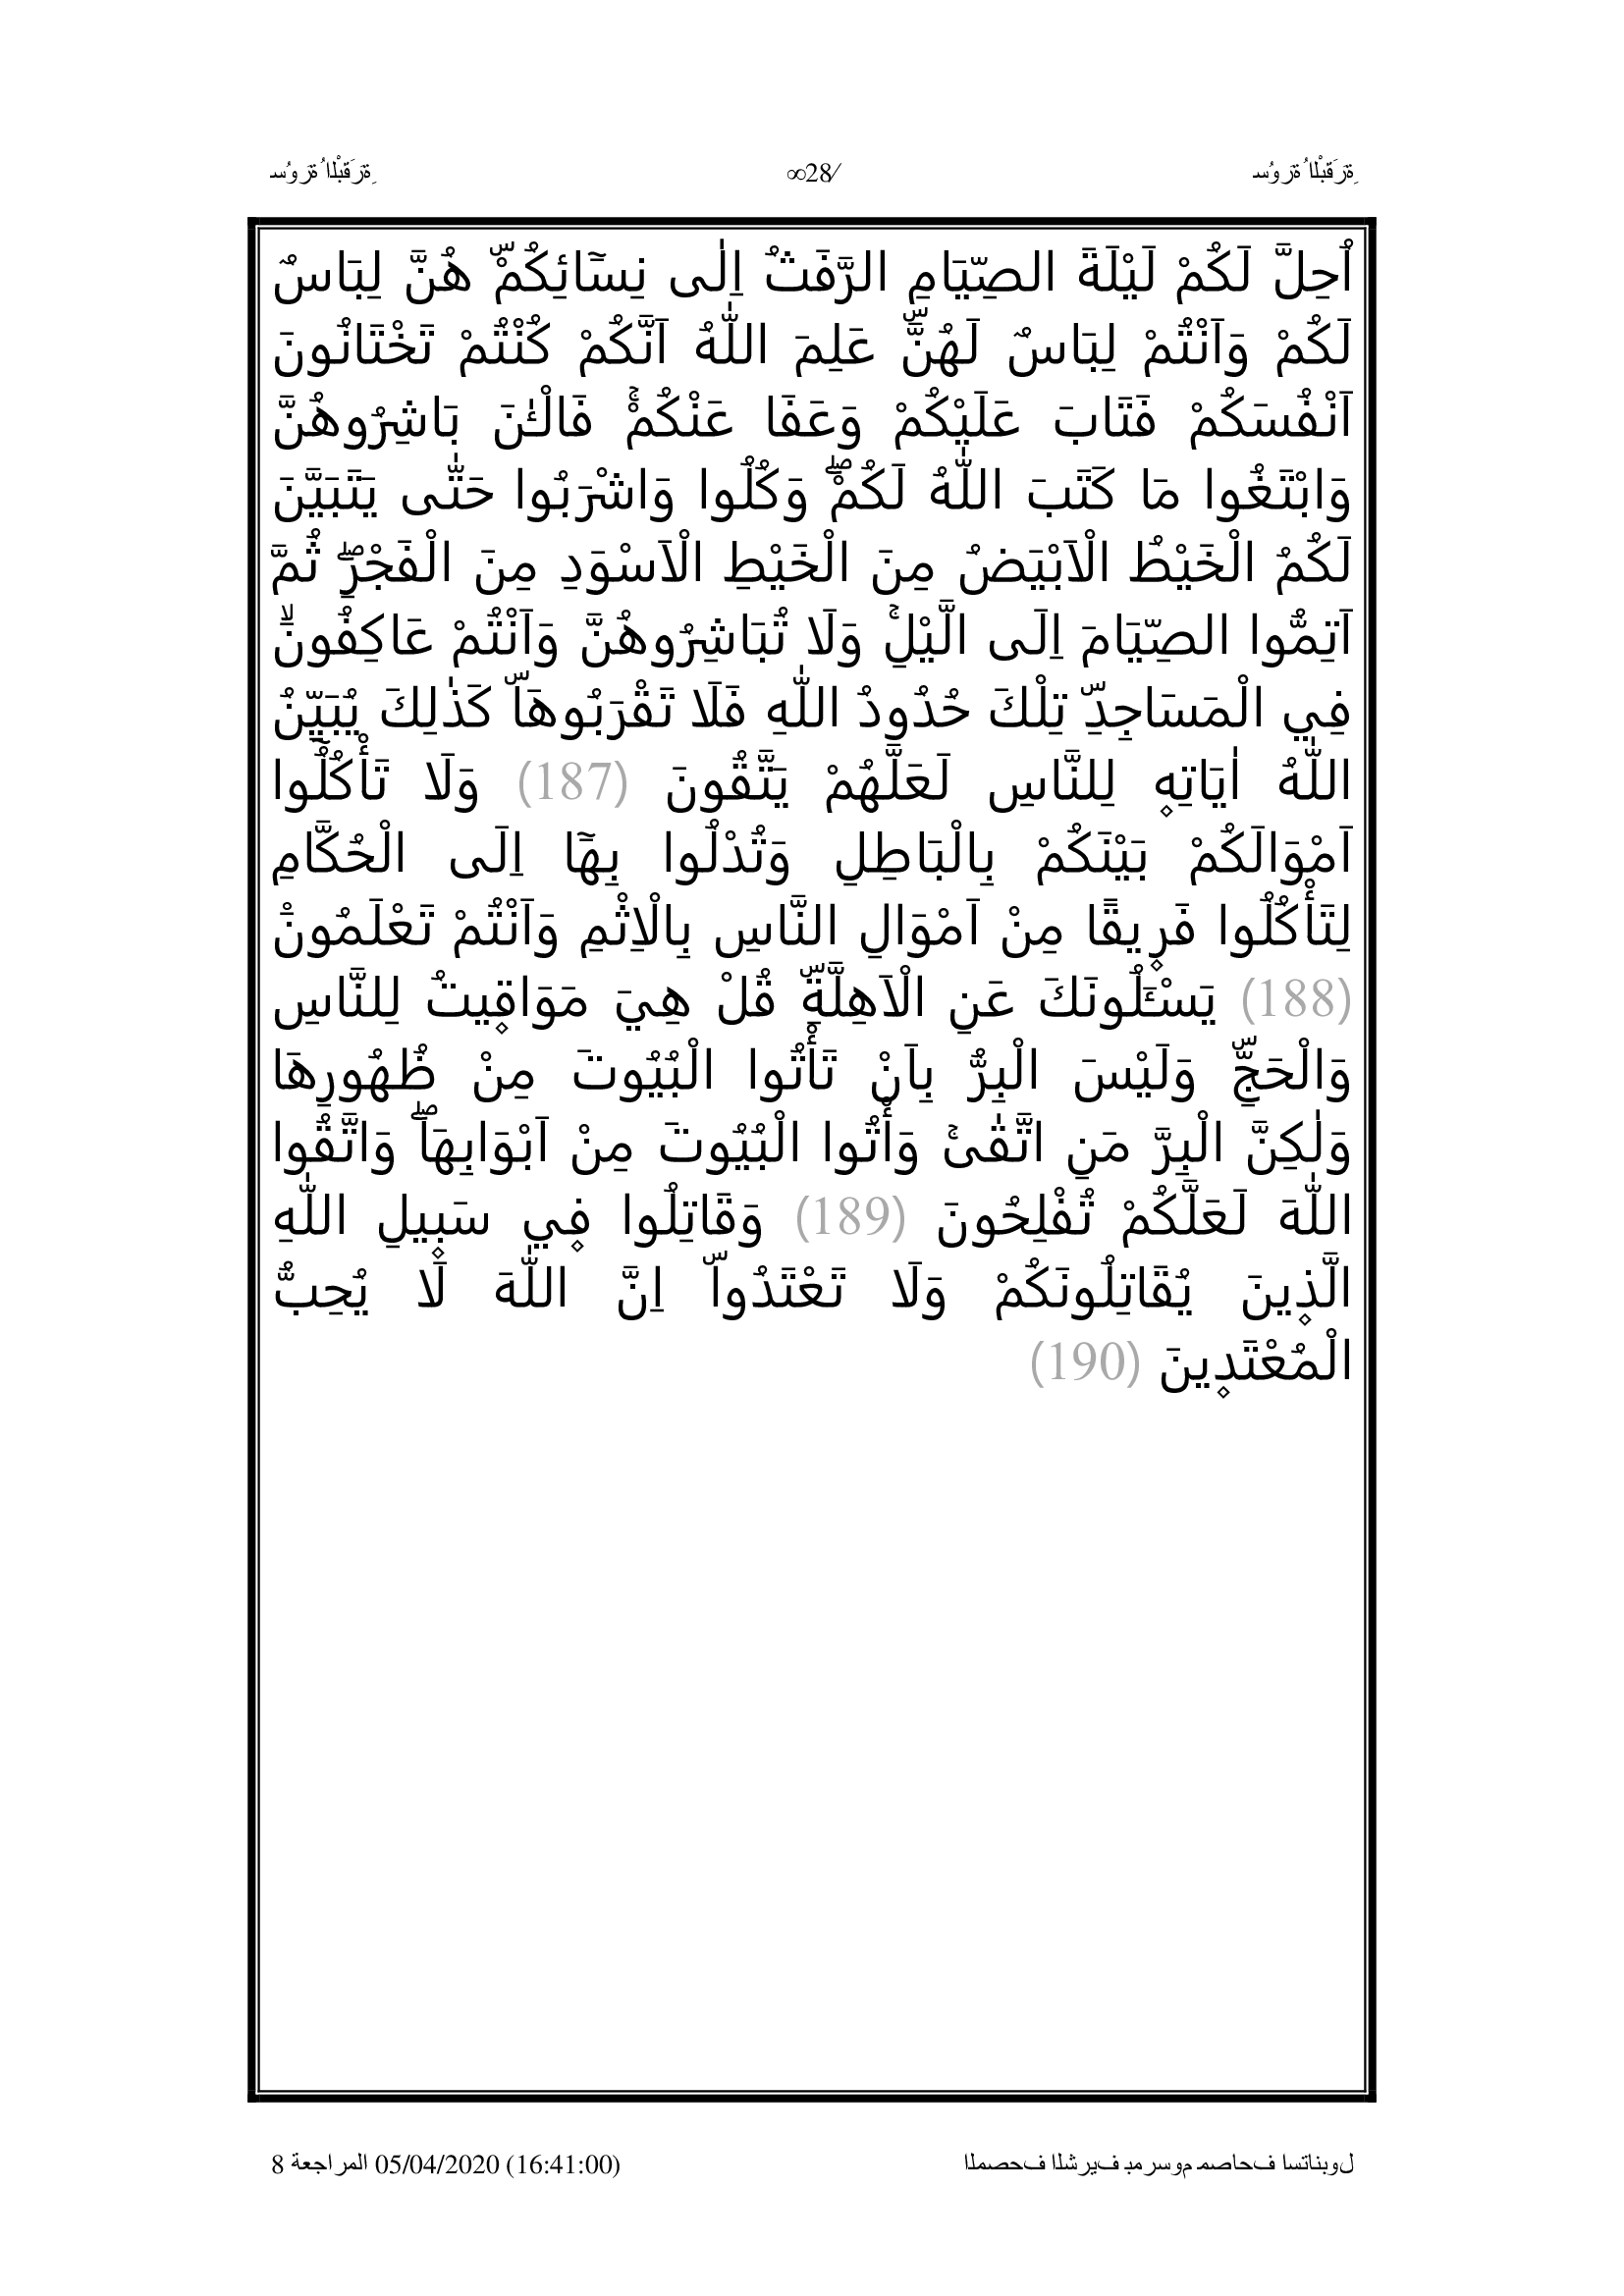 سُورَةُ الْبَقَرَةِ ∞28/ سُورَةُ الْبَقَرَةِ
اُحِلَّ لَكُمْ لَيْلَةَ الصِّيَامِ الرَّفَثُ اِلٰى نِسَٓائِكُمْۜ هُنَّ لِبَاسٌ
لَكُمْ وَاَنْتُمْ لِبَاسٌ لَهُنَّۜ عَلِمَ اللّٰهُ اَنَّكُمْ كُنْتُمْ تَخْتَانُونَ
اَنْفُسَكُمْ فَتَابَ عَلَيْكُمْ وَعَفَا عَنْكُمْۚ فَالْـٰٔنَ بَاشِرُوهُنَّ
وَابْتَغُوا مَا كَتَبَ اللّٰهُ لَكُمْۖ وَكُلُوا وَاشْرَبُوا حَتّٰى يَتَبَيَّنَ
لَكُمُ الْخَيْطُ الْاَبْيَضُ مِنَ الْخَيْطِ الْاَسْوَدِ مِنَ الْفَجْرِۖ ثُمَّ
اَتِمُّوا الصِّيَامَ اِلَى الَّيْلِۚ وَلَا تُبَاشِرُوهُنَّ وَاَنْتُمْ عَاكِفُونَۙ
فِي الْمَسَاجِدِۜ تِلْكَ حُدُودُ اللّٰهِ فَلَا تَقْرَبُوهَاۜ كَذٰلِكَ يُبَيِّنُ
اللّٰهُ اٰيَاتِه۪ لِلنَّاسِ لَعَلَّهُمْ يَتَّقُونَ (187) وَلَا تَأْكُلُٓوا
اَمْوَالَكُمْ بَيْنَكُمْ بِالْبَاطِلِ وَتُدْلُوا بِهَٓا اِلَى الْحُكَّامِ
لِتَأْكُلُوا فَر۪يقًا مِنْ اَمْوَالِ النَّاسِ بِالْاِثْمِ وَاَنْتُمْ تَعْلَمُونَ۟
(188) يَسْـَٔلُونَكَ عَنِ الْاَهِلَّةِۜ قُلْ هِيَ مَوَاق۪يتُ لِلنَّاسِ
وَالْحَجِّۜ وَلَيْسَ الْبِرُّ بِاَنْ تَأْتُوا الْبُيُوتَ مِنْ ظُهُورِهَا
وَلٰكِنَّ الْبِرَّ مَنِ اتَّقٰىۚ وَأْتُوا الْبُيُوتَ مِنْ اَبْوَابِهَاۖ وَاتَّقُوا
اللّٰهَ لَعَلَّكُمْ تُفْلِحُونَ (189) وَقَاتِلُوا ف۪ي سَب۪يلِ اللّٰهِ
الَّذ۪ينَ يُقَاتِلُونَكُمْ وَلَا تَعْتَدُواۜ اِنَّ اللّٰهَ لَا يُحِبُّ
الْمُعْتَد۪ينَ (190)
المصحف الشريف بمرسوم مصاحف استانبول 8 المراجعة 05/04/2020 (16:41:00)